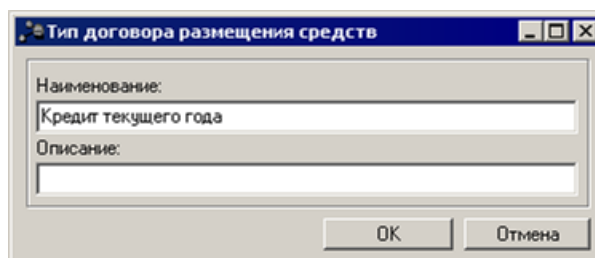 Тип договора размещения средств
Наименование:
Кредит текущего года
Описание:
OK
Отмена